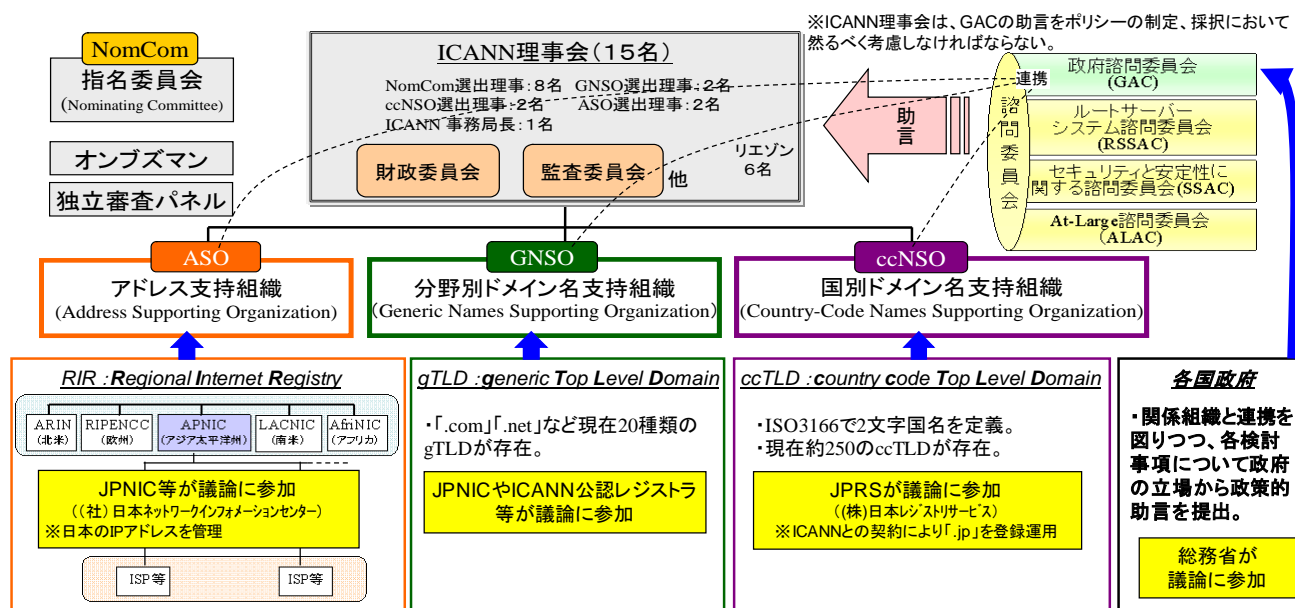 ※ICANN理事会は、GACの助言をポリシーの制定、採択において
然るべく考慮しなければならない。
NomCom
指名委員会
(Nominating Committee)
オンブズマン
独立審査パネル
ICANN理事会(15名)
NomCom選出理事:8名 GNSO選出理事:2名
ccNSO選出理事:2名 ASO選出理事:2名
ICANN 事務局長:1名
財政委員会
監査委員会
他
リエゾン
6名
助言
連携
諮問委員会
政府諮問委員会
(GAC)
ルートサーバー
システム諮問委員会
(RSSAC)
セキュリティと安定性に
関する諮問委員会(SSAC)
At-Large諮問委員会
(ALAC)
ASO
アドレス支持組織
(Address Supporting Organization)
GNSO
分野別ドメイン名支持組織
(Generic Names Supporting Organization)
ccNSO
国別ドメイン名支持組織
(Country-Code Names Supporting Organization)
RIR :Regional Internet Registry
ARIN
(北米)
RIPENCC
(欧州)
APNIC
(アジア太平洋州)
LACNIC
(南米)
AfriNIC
(アフリカ)
JPNIC等が議論に参加
((社)日本ネットワークインフォメーションセンター)
※日本のIPアドレスを管理
ISP等
ISP等
gTLD :generic Top Level Domain
・「.com」「.net」など現在20種類の
gTLDが存在。
JPNICやICANN公認レジストラ
等が議論に参加
ccTLD :country code Top Level Domain
・ISO3166で2文字国名を定義。
・現在約250のccTLDが存在。
JPRSが議論に参加
((株)日本レジストリサービス)
※ICANNとの契約により「.jp」を登録運用
各国政府
・関係組織と連携を
図りつつ、各検討
事項について政府
の立場から政策的
助言を提出。
総務省が
議論に参加